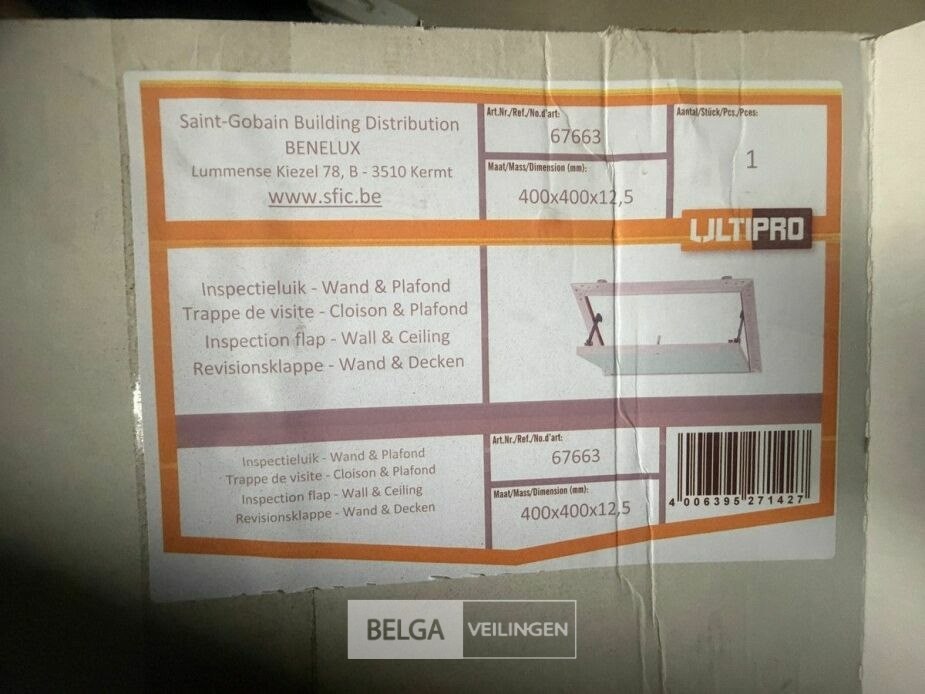 Saint-Gobain Building Distribution
BENELUX
Lummense Kiezel 78, B - 3510 Kermt
www.sfic.be
Art.Nr./Ref./No.d'art:
67663
Maat/Mass/Dimension (mm):
400x400x12,5
Aantal/Stück/Pcs./Pces:
1
ULTIPRO
Inspectieluik - Wand & Plafond
Trappe de visite - Cloison & Plafond
Inspection flap - Wall & Ceiling
Revisionsklappe - Wand & Decken
Inspectieluik - Wand & Plafond
Trappe de visite - Cloison & Plafond
Inspection flap - Wall & Ceiling
Revisionsklappe - Wand & Decken
Art.Nr./Ref./No.d'art:
67663
Maat/Mass/Dimension (mm):
400x400x12,5
4 006395 271427
BELGA VEILINGEN